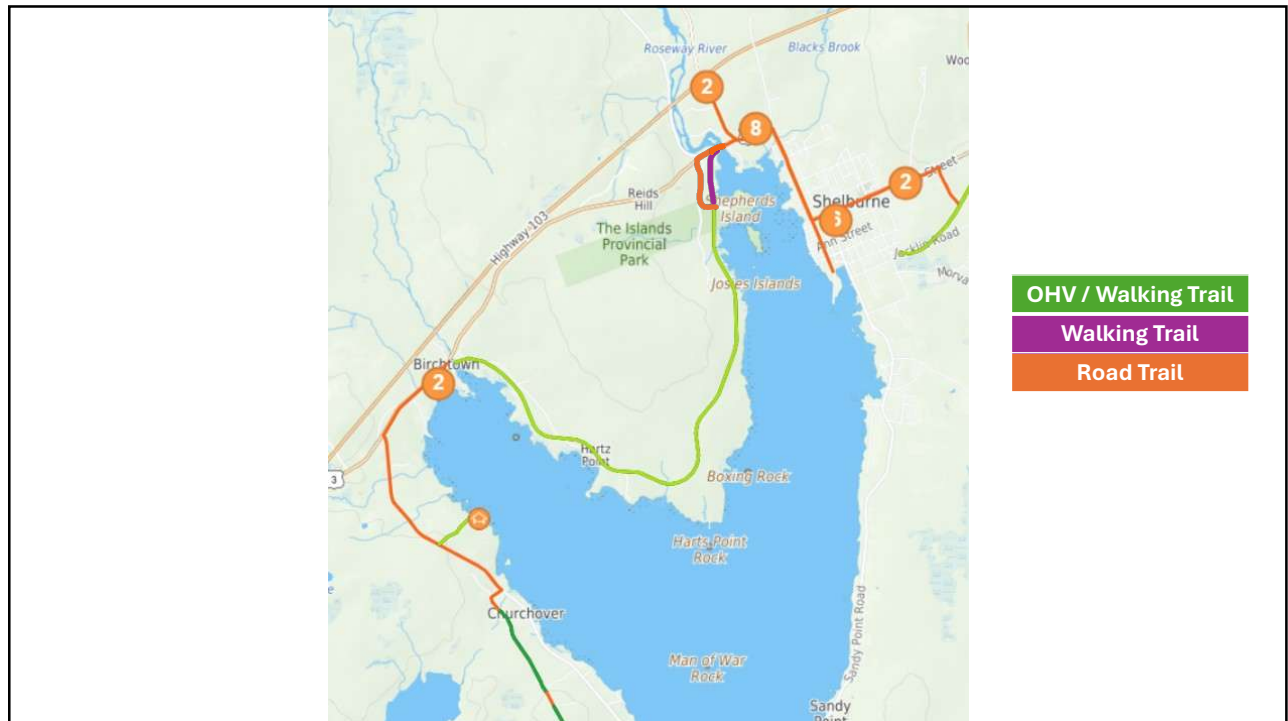 Roseway River
Blacks Brook
Woo
2
8
Reids
Hill
Shepherds
Island
2
Street
Shelburne
Ann Street
The Islands
Provincial
Park
Highway 103
Jocklin Road
Morva
Josies Islands
OHV / Walking Trail
Walking Trail
Road Trail
Birchtown
2
Hartz
Point
3
Boxing Rock
Harts Point
Rock
Churchover
Sandy Point Road
Man of War
Rock
Sandy
Point